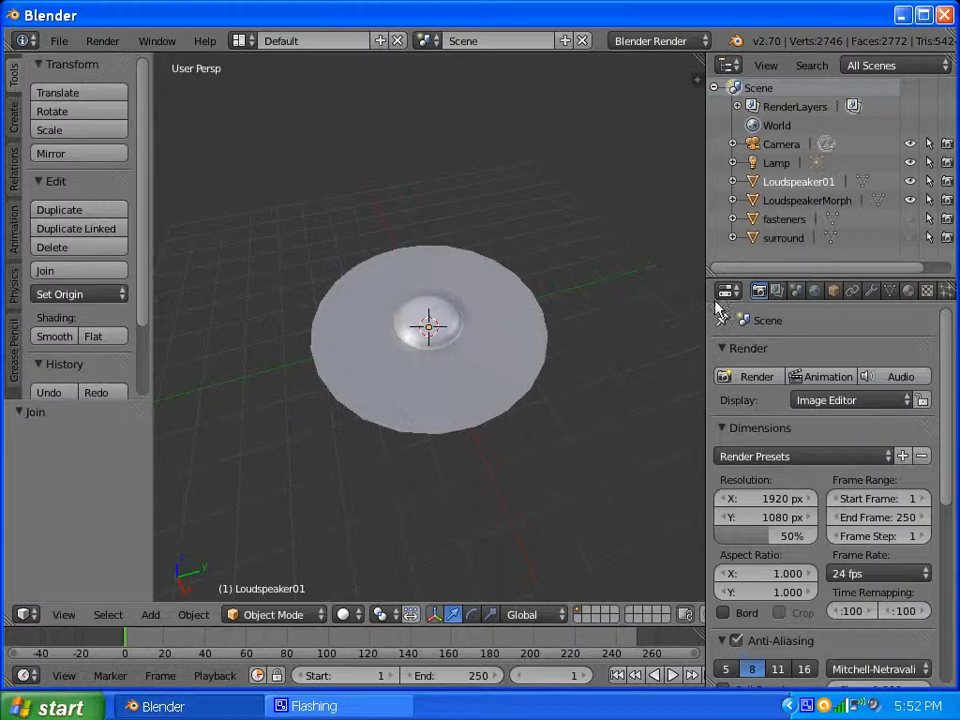 Blender
File Render Window Help Default Scene Blender Render v2.70 | Verts:2746 | Faces:2772 | Tris:542
User Persp
View Search All Scenes
Scene
RenderLayers
World
Camera
Lamp
Loudspeaker01
LoudspeakerMorph
fasteners
surround
Tools
Create
Relations
Animation
Physics
Grease Pencil
Transform
Translate
Rotate
Scale
Mirror
Edit
Duplicate
Duplicate Linked
Delete
Join
Set Origin
Shading:
Smooth Flat
History
Undo Redo
Join
Scene
Render
Render Animation Audio
Display: Image Editor
Dimensions
Render Presets
Resolution: Frame Range:
X: 1920 px Start Frame: 1
Y: 1080 px End Frame: 250
50% Frame Step: 1
Aspect Ratio: Frame Rate:
X: 1.000 24 fps
Y: 1.000 Time Remapping:
Bord Crop :100 :100
Anti-Aliasing
5 8 11 16 Mitchell-Netravali
(1) Loudspeaker01
View Select Add Object Object Mode Global
-40 -20 0 20 40 60 80 100 120 140 160 180 200 220 240 260
View Marker Frame Playback Start: 1 End: 250 1
start Blender Flashing 5:52 PM